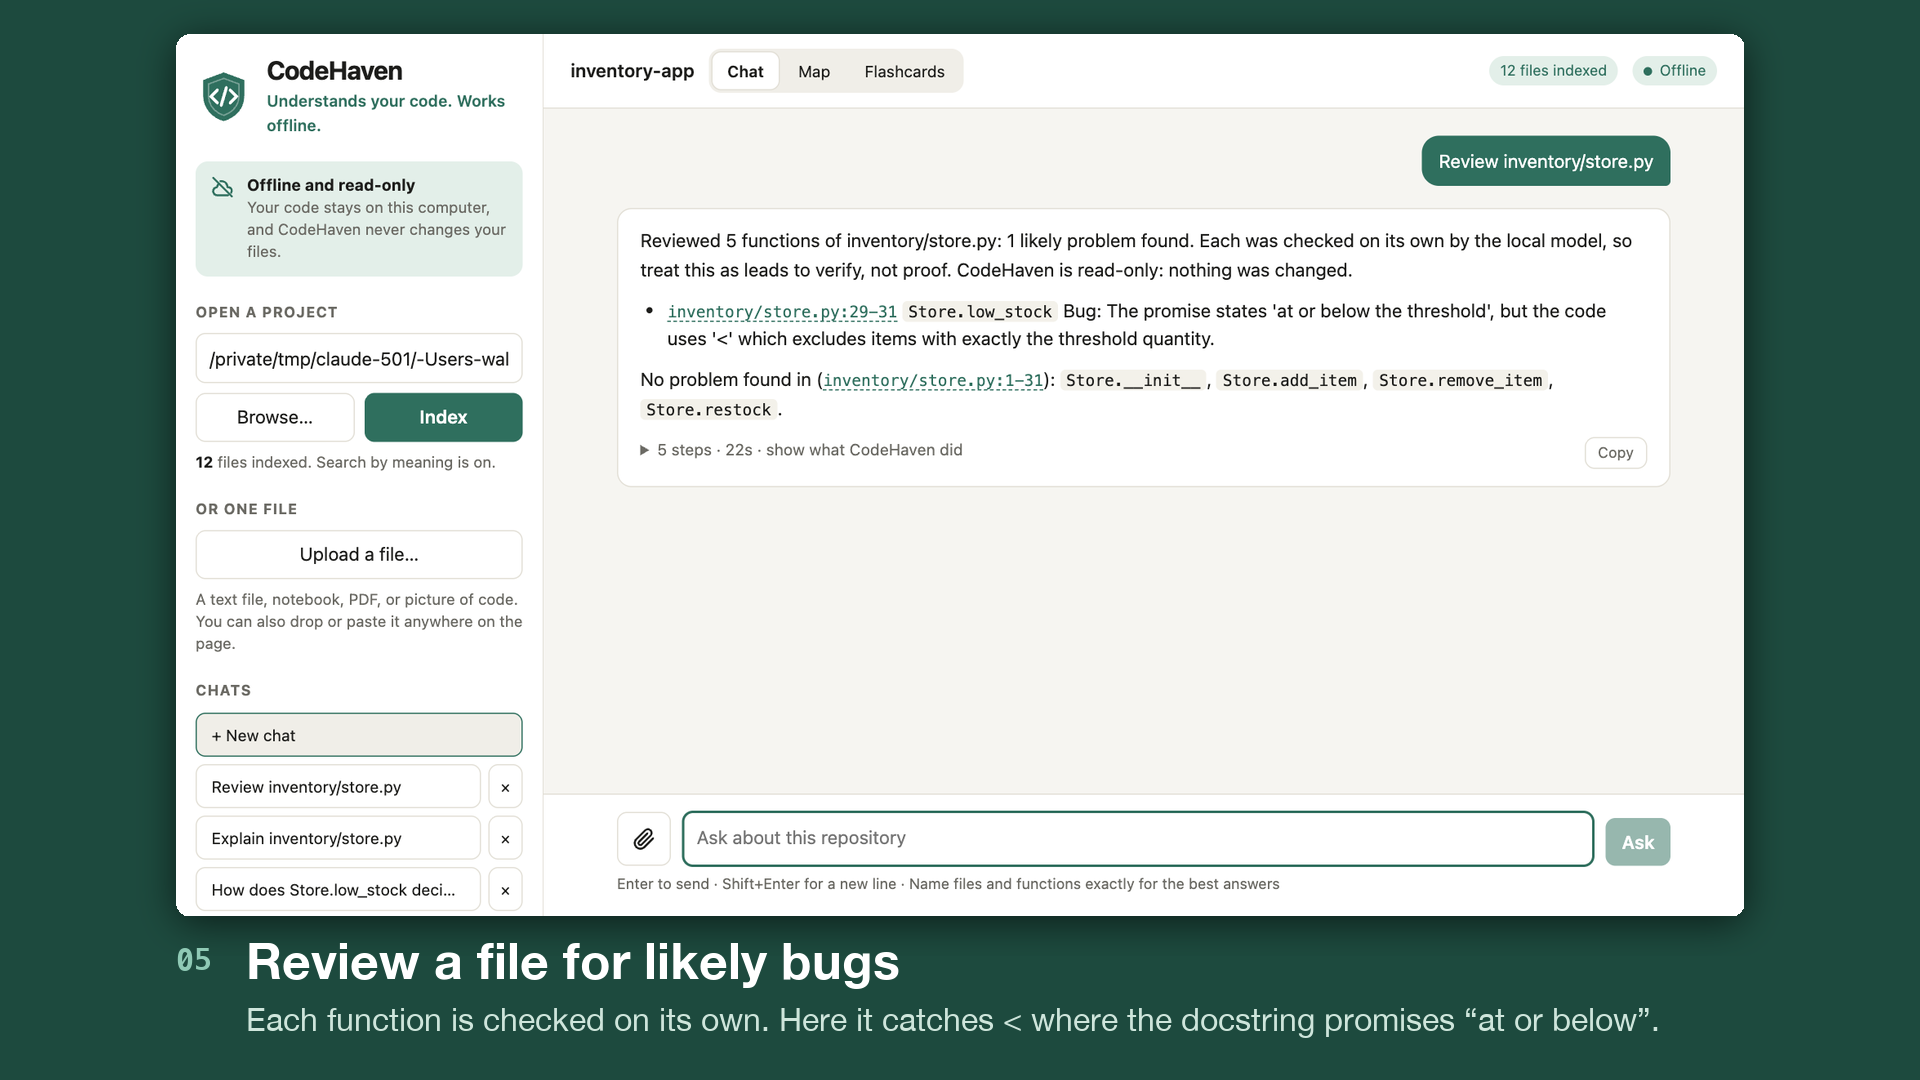 CodeHaven
Understands your code. Works
offline.
Offline and read-only
Your code stays on this computer,
and CodeHaven never changes your
files.
OPEN A PROJECT
/private/tmp/claude-501/-Users-wal
Browse...
Index
12 files indexed. Search by meaning is on.
OR ONE FILE
Upload a file...
A text file, notebook, PDF, or picture of code.
You can also drop or paste it anywhere on the
page.
CHATS
+ New chat
Review inventory/store.py
×
Explain inventory/store.py
×
How does Store.low_stock deci...
×
inventory-app
Chat
Map
Flashcards
12 files indexed
● Offline
Review inventory/store.py
Reviewed 5 functions of inventory/store.py: 1 likely problem found. Each was checked on its own by the local model, so
treat this as leads to verify, not proof. CodeHaven is read-only: nothing was changed.
• inventory/store.py:29–31 Store.low_stock Bug: The promise states 'at or below the threshold', but the code
uses '<' which excludes items with exactly the threshold quantity.
No problem found in (inventory/store.py:1–31): Store.__init__, Store.add_item, Store.remove_item,
Store.restock.
▶ 5 steps · 22s · show what CodeHaven did
Copy
Ask about this repository
Ask
Enter to send · Shift+Enter for a new line · Name files and functions exactly for the best answers
05
Review a file for likely bugs
Each function is checked on its own. Here it catches < where the docstring promises “at or below”.